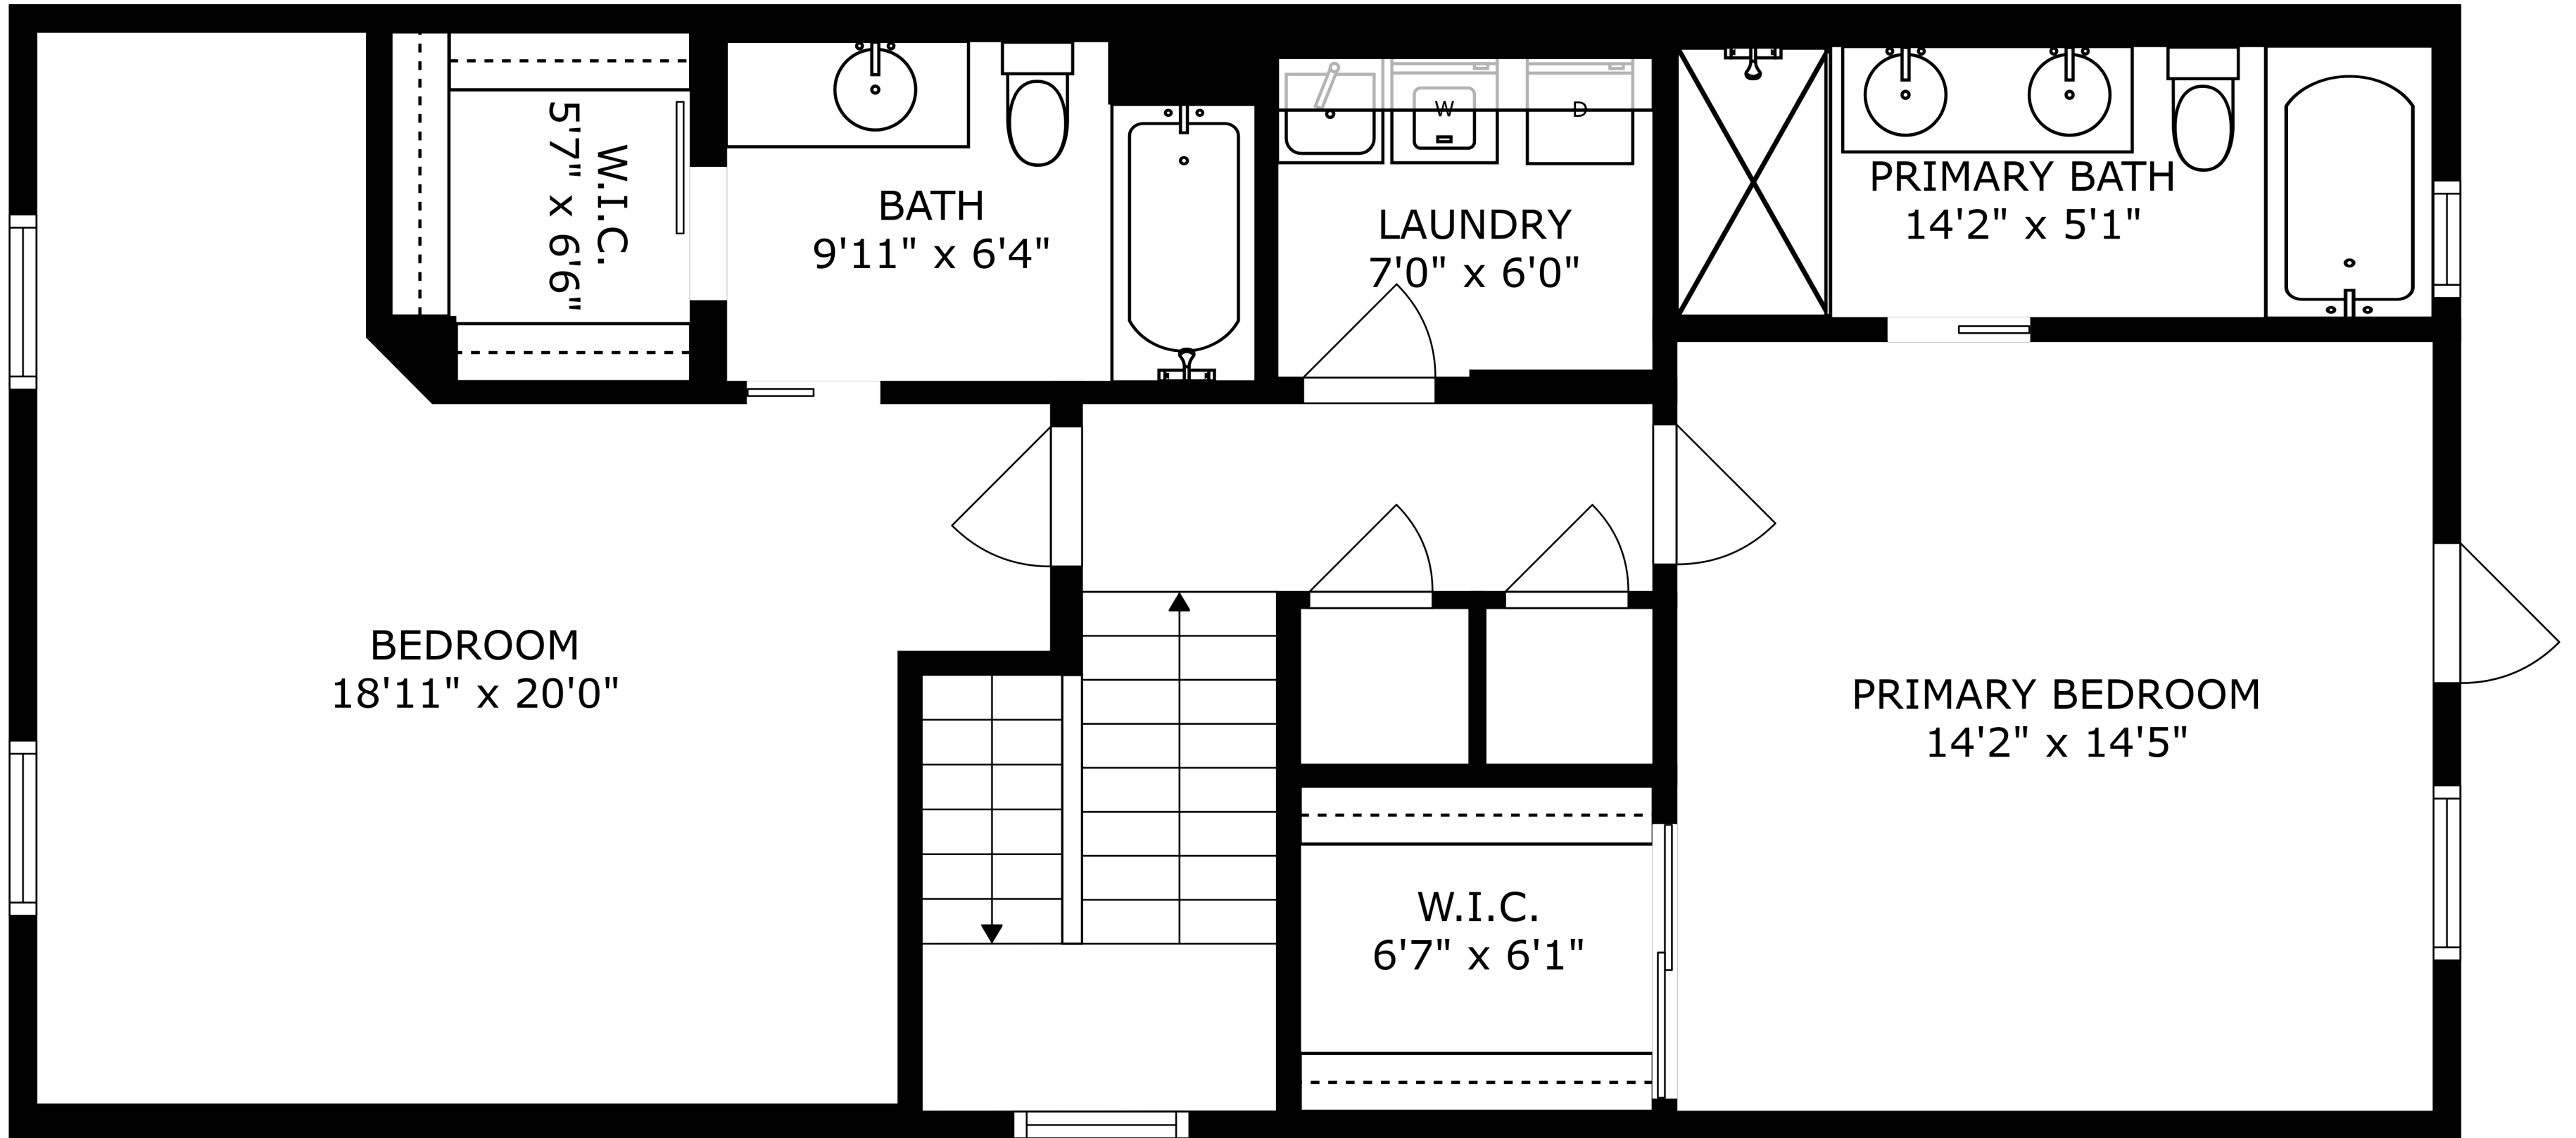 W.I.C.
5'7" x 6'6"
BATH
9'11" x 6'4"
W
D
LAUNDRY
7'0" x 6'0"
PRIMARY BATH
14'2" x 5'1"
BEDROOM
18'11" x 20'0"
PRIMARY BEDROOM
14'2" x 14'5"
W.I.C.
6'7" x 6'1"